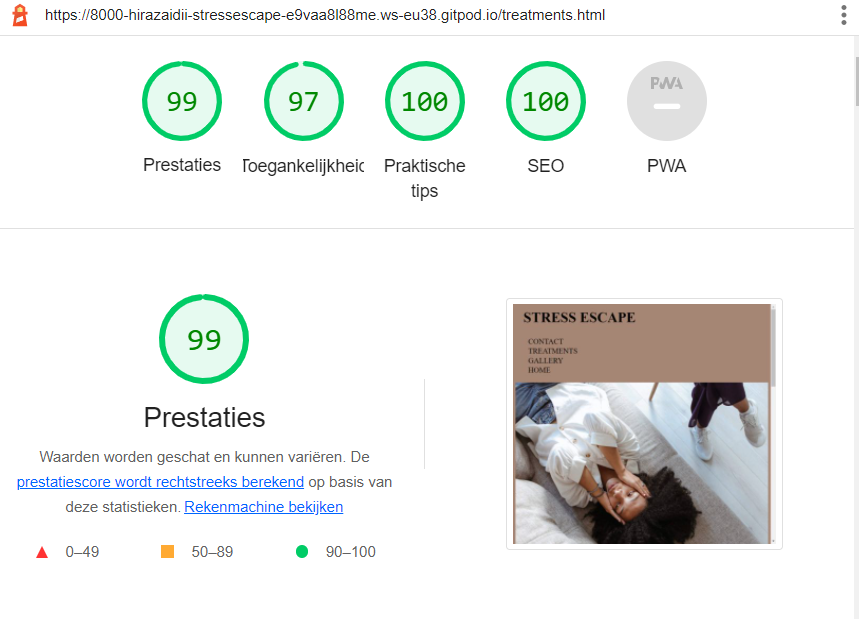 https://8000-hirazaidii-stressescape-e9vaa8l88me.ws-eu38.gitpod.io/treatments.html
99
97
100
100
PWA
Prestaties
Toegankelijkheid
Praktische
tips
SEO
PWA
99
Prestaties
Waarden worden geschat en kunnen variëren. De
prestatiescore wordt rechtstreeks berekend op basis van
deze statistieken. Rekenmachine bekijken
0–49
50–89
90–100
STRESS ESCAPE
CONTACT
TREATMENTS
GALLERY
HOME